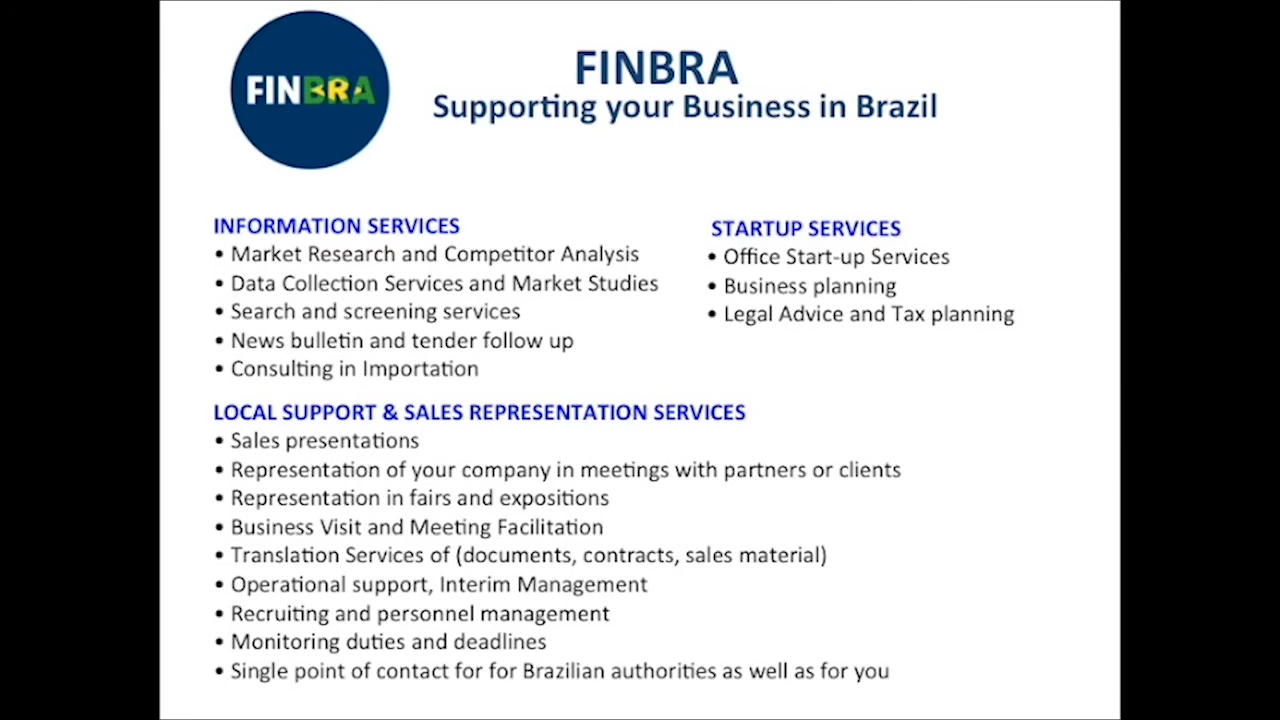 FINBRA
FINBRA
Supporting your Business in Brazil
INFORMATION SERVICES
• Market Research and Competitor Analysis
• Data Collection Services and Market Studies
• Search and screening services
• News bulletin and tender follow up
• Consulting in Importation
STARTUP SERVICES
• Office Start-up Services
• Business planning
• Legal Advice and Tax planning
LOCAL SUPPORT & SALES REPRESENTATION SERVICES
• Sales presentations
• Representation of your company in meetings with partners or clients
• Representation in fairs and expositions
• Business Visit and Meeting Facilitation
• Translation Services of (documents, contracts, sales material)
• Operational support, Interim Management
• Recruiting and personnel management
• Monitoring duties and deadlines
• Single point of contact for for Brazilian authorities as well as for you